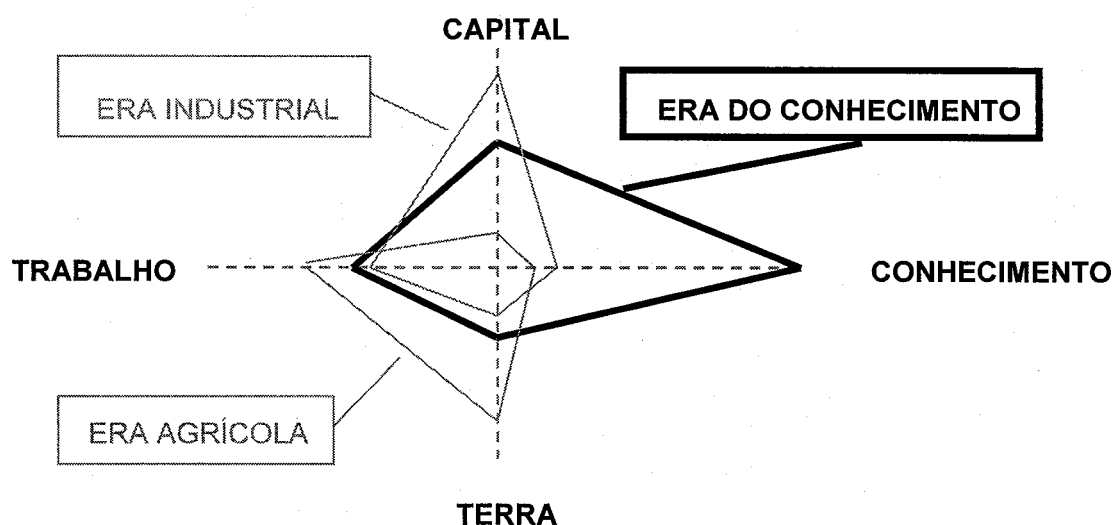 CAPITAL
ERA INDUSTRIAL
ERA DO CONHECIMENTO
TRABALHO
CONHECIMENTO
ERA AGRÍCOLA
TERRA